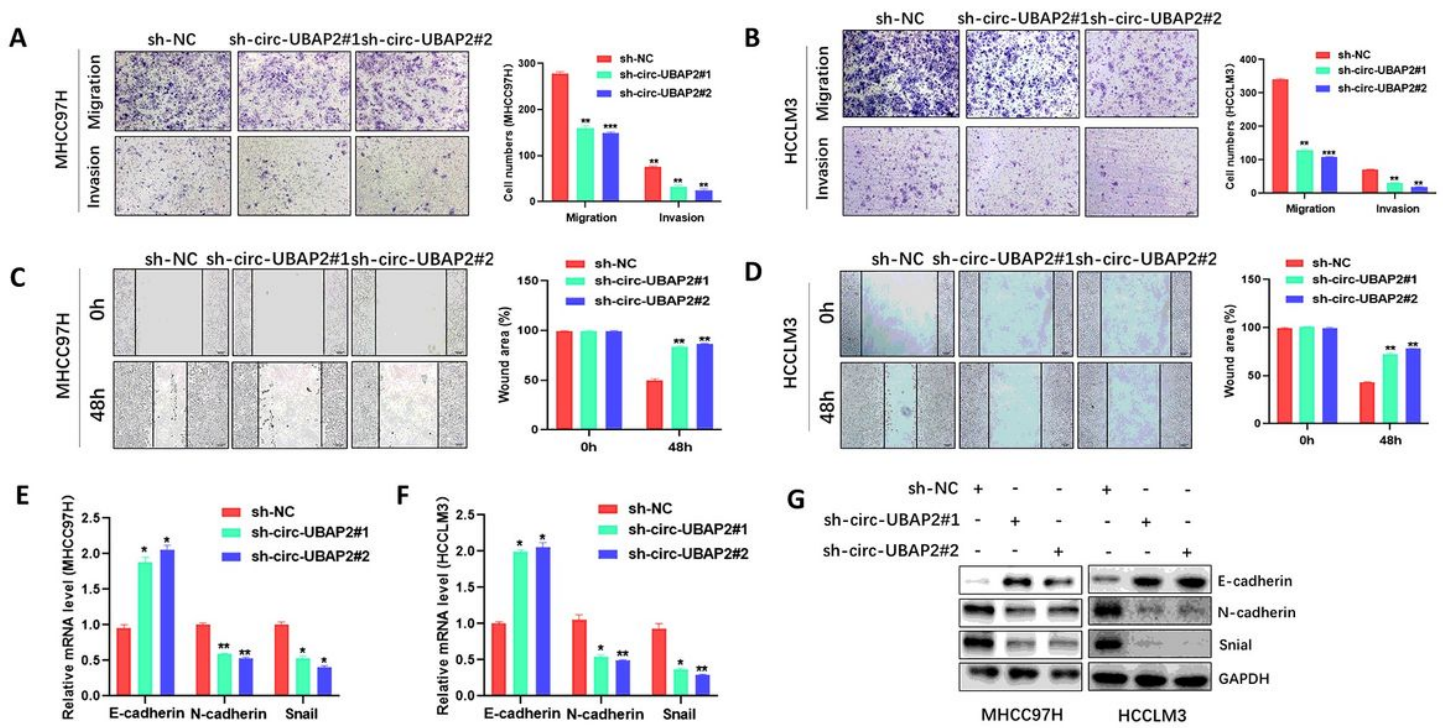 A
sh-NC sh-circ-UBAP2#1 sh-circ-UBAP2#2
MHCC97H
Migration
Invasion
Cell numbers (MHCC97H)
300
200
100
0
sh-NC
sh-circ-UBAP2#1
sh-circ-UBAP2#2
** *** ** ** **
Migration Invasion
B
sh-NC sh-circ-UBAP2#1 sh-circ-UBAP2#2
HCCLM3
Migration
Invasion
Cell numbers (HCCLM3)
400
300
200
100
0
sh-NC
sh-circ-UBAP2#1
sh-circ-UBAP2#2
** *** ** **
Migration Invasion
C
sh-NC sh-circ-UBAP2#1 sh-circ-UBAP2#2
MHCC97H
0h
48h
Wound area (%)
150
100
50
0
sh-NC
sh-circ-UBAP2#1
sh-circ-UBAP2#2
** **
0h 48h
D
sh-NC sh-circ-UBAP2#1 sh-circ-UBAP2#2
HCCLM3
0h
48h
Wound area (%)
150
100
50
0
sh-NC
sh-circ-UBAP2#1
sh-circ-UBAP2#2
** **
0h 48h
E
Relative mRNA level (MHCC97H)
2.5
2.0
1.5
1.0
0.5
0.0
sh-NC
sh-circ-UBAP2#1
sh-circ-UBAP2#2
* * ** ** * *
E-cadherin N-cadherin Snail
F
Relative mRNA level (HCCLM3)
2.5
2.0
1.5
1.0
0.5
0.0
sh-NC
sh-circ-UBAP2#1
sh-circ-UBAP2#2
* * * ** * **
E-cadherin N-cadherin Snail
G
sh-NC + - - + - -
sh-circ-UBAP2#1 - + - - + -
sh-circ-UBAP2#2 - - + - - +
E-cadherin
N-cadherin
Snial
GAPDH
MHCC97H HCCLM3